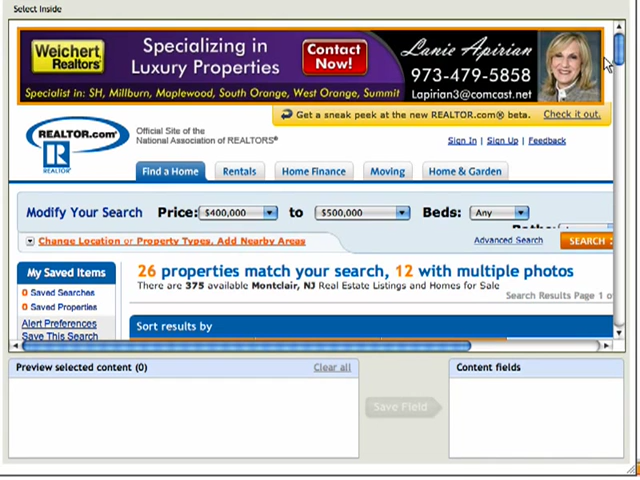 Select Inside
Weichert Realtors®
Specializing in Luxury Properties
Contact Now!
Lanie Apirian
973-479-5858
Lapirian3@comcast.net
Specialist in: SH, Millburn, Maplewood, South Orange, West Orange, Summit
Get a sneak peek at the new REALTOR.com® beta. Check it out.
REALTOR.com®
REALTOR®
Official Site of the
National Association of REALTORS®
Sign In | Sign Up | Feedback
Find a Home Rentals Home Finance Moving Home & Garden
Modify Your Search Price: $400,000 to $500,000 Beds: Any
Change Location or Property Types, Add Nearby Areas
Advanced Search SEARCH
My Saved Items
0 Saved Searches
0 Saved Properties
Alert Preferences
Save This Search
26 properties match your search, 12 with multiple photos
There are 375 available Montclair, NJ Real Estate Listings and Homes for Sale
Search Results Page 1 o
Sort results by
Preview selected content (0) Clear all
Save Field
Content fields